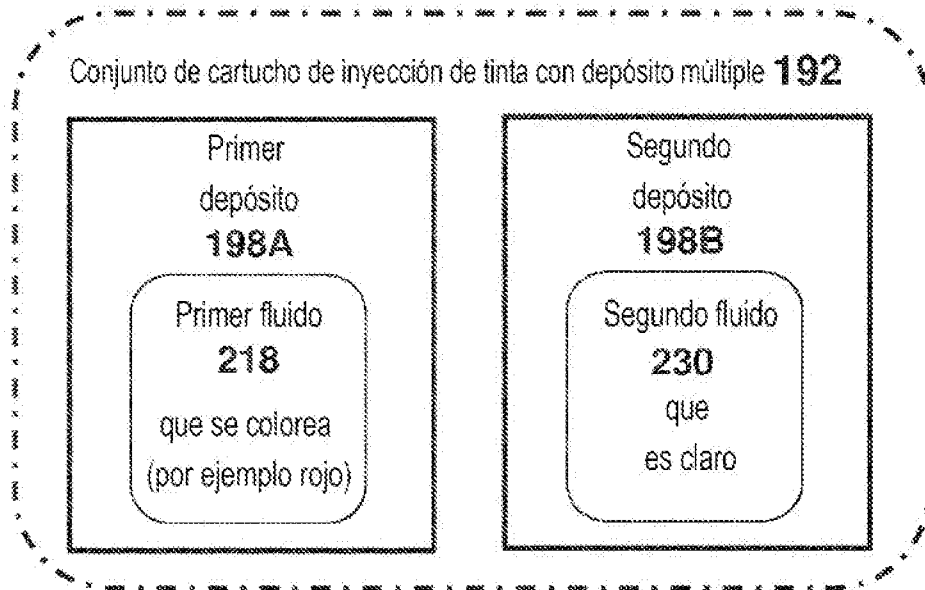 Conjunto de cartucho de inyección de tinta con depósito múltiple 192
Primer
depósito
198A
Primer fluido
218
que se colorea
(por ejemplo rojo)
Segundo
depósito
198B
Segundo fluido
230
que
es claro